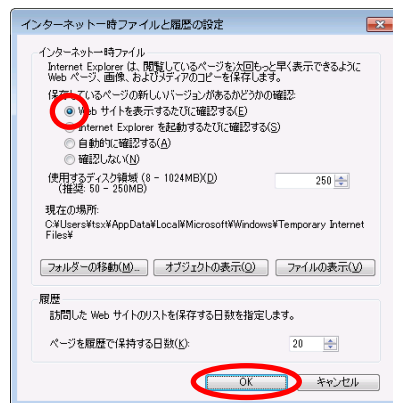 インターネット一時ファイルと履歴の設定
インターネット一時ファイル
Internet Explorer は、閲覧しているページを次回もっと早く表示できるように
Web ページ、画像、およびメディアのコピーを保存します。
保存しているページの新しいバージョンがあるかどうかの確認:
Web サイトを表示するたびに確認する(E)
Internet Explorer を起動するたびに確認する(S)
自動的に確認する(A)
確認しない(N)
使用するディスク領域 (8 - 1024MB)(D)
(推奨: 50 - 250MB)
250
現在の場所:
C:¥Users¥tsx¥AppData¥Local¥Microsoft¥Windows¥Temporary Internet
Files¥
フォルダーの移動(M)... オブジェクトの表示(O) ファイルの表示(V)
履歴
訪問した Web サイトのリストを保存する日数を指定します。
ページを履歴で保持する日数(K): 20
OK キャンセル